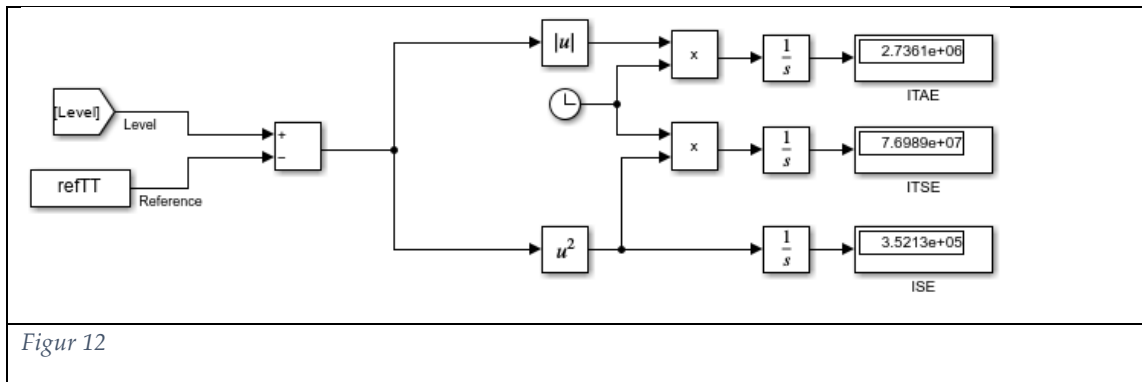 |u|
x
1
s
2.7361e+06
ITAE
[Level]
Level
+
−
x
1
s
7.6989e+07
ITSE
refTT
Reference
u²
1
s
3.5213e+05
ISE
Figur 12